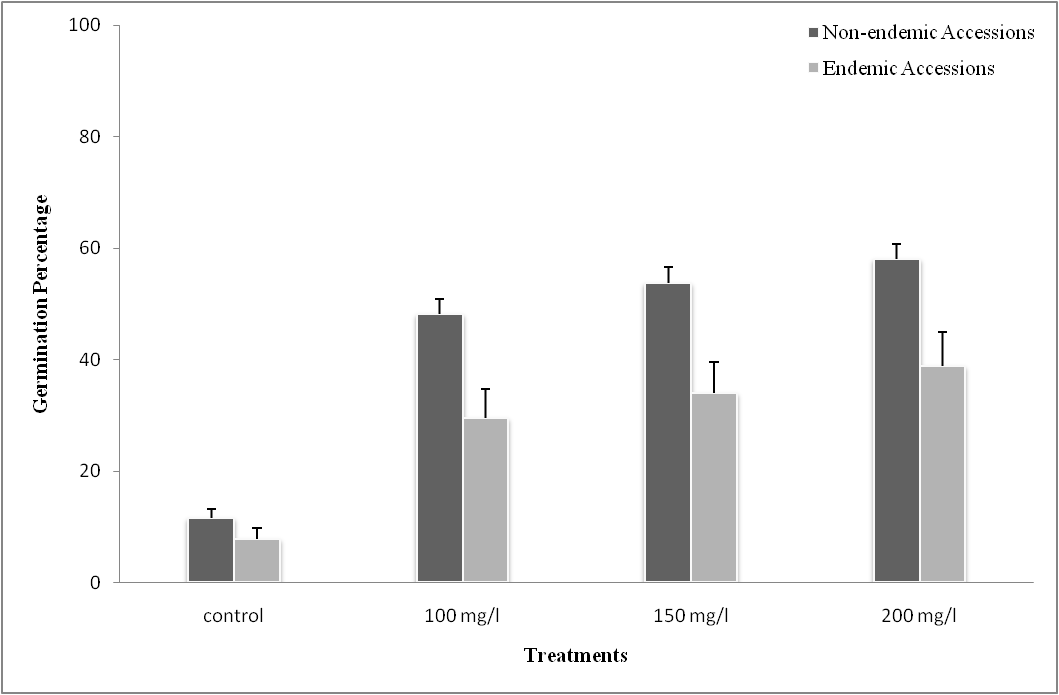 100
80
60
40
20
0
Germination Percentage
Non-endemic Accessions
Endemic Accessions
control
100 mg/l
150 mg/l
200 mg/l
Treatments